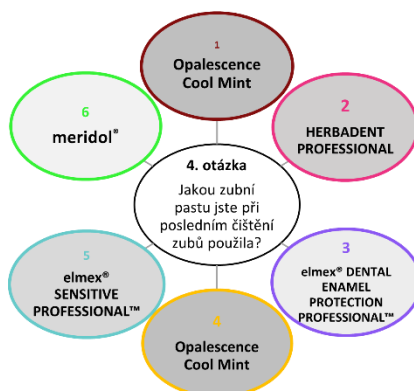 1
Opalescence
Cool Mint
2
HERBADENT
PROFESSIONAL
3
elmex® DENTAL
ENAMEL
PROTECTION
PROFESSIONAL™
4
Opalescence
Cool Mint
5
elmex®
SENSITIVE
PROFESSIONAL™
6
meridol®
4. otázka
Jakou zubní
pastu jste při
posledním čištění
zubů použila?